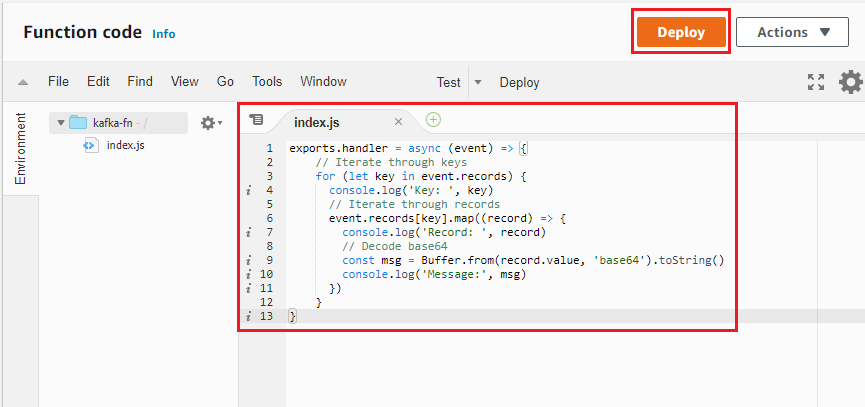 Function code Info Deploy Actions
File Edit Find View Go Tools Window Test Deploy
Environment
kafka-fn - /
index.js
index.js
1 exports.handler = async (event) => {
2 // Iterate through keys
3 for (let key in event.records) {
i 4 console.log('Key: ', key)
5 // Iterate through records
6 event.records[key].map((record) => {
i 7 console.log('Record: ', record)
8 // Decode base64
i 9 const msg = Buffer.from(record.value, 'base64').toString()
i 10 console.log('Message:', msg)
i 11 })
12 }
i 13 }